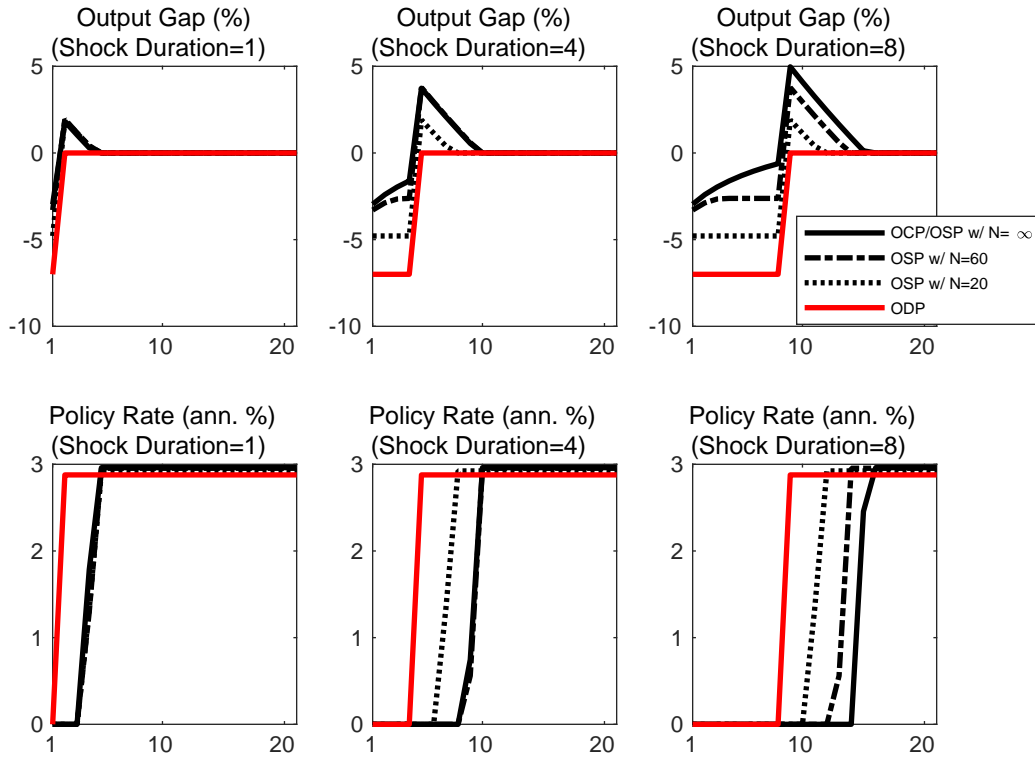 Output Gap (%)
(Shock Duration=1)
Output Gap (%)
(Shock Duration=4)
Output Gap (%)
(Shock Duration=8)
5
0
-5
-10
1
10
20
5
0
-5
-10
1
10
20
5
0
-5
-10
1
10
20
OCP/OSP w/ N= ∞
OSP w/ N=60
OSP w/ N=20
ODP
Policy Rate (ann. %)
(Shock Duration=1)
Policy Rate (ann. %)
(Shock Duration=4)
Policy Rate (ann. %)
(Shock Duration=8)
3
2
1
0
1
10
20
3
2
1
0
1
10
20
3
2
1
0
1
10
20